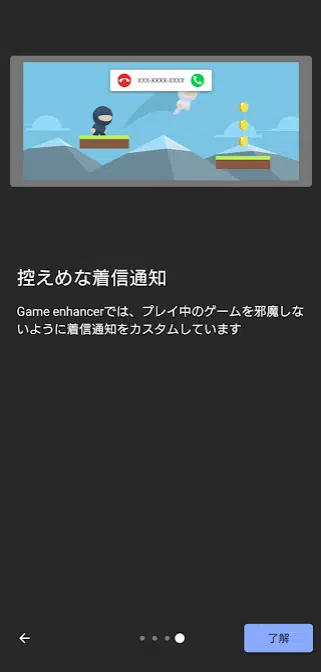 XXX-XXXX-XXXX
控えめな着信通知
Game enhancerでは、プレイ中のゲームを邪魔しな
いように着信通知をカスタムしています
了解